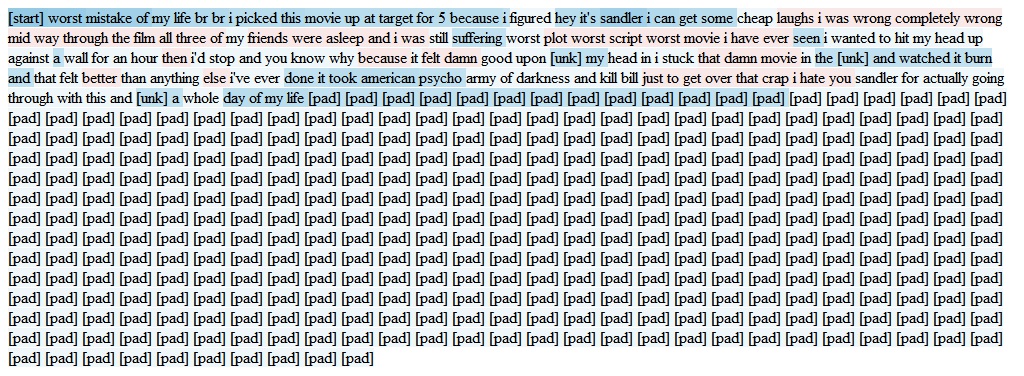 [start] worst mistake of my life br br i picked this movie up at target for 5 because i figured hey it's sandler i can get some cheap laughs i was wrong completely wrong
mid way through the film all three of my friends were asleep and i was still suffering worst plot worst script worst movie i have ever seen i wanted to hit my head up
against a wall for an hour then i'd stop and you know why because it felt damn good upon [unk] my head in i stuck that damn movie in the [unk] and watched it burn
and that felt better than anything else i've ever done it took american psycho army of darkness and kill bill just to get over that crap i hate you sandler for actually going
through with this and [unk] a whole day of my life [pad] [pad] [pad] [pad] [pad] [pad] [pad] [pad] [pad] [pad] [pad] [pad] [pad] [pad] [pad] [pad] [pad] [pad] [pad]
[pad] [pad] [pad] [pad] [pad] [pad] [pad] [pad] [pad] [pad] [pad] [pad] [pad] [pad] [pad] [pad] [pad] [pad] [pad] [pad] [pad] [pad] [pad] [pad] [pad] [pad] [pad]
[pad] [pad] [pad] [pad] [pad] [pad] [pad] [pad] [pad] [pad] [pad] [pad] [pad] [pad] [pad] [pad] [pad] [pad] [pad] [pad] [pad] [pad] [pad] [pad] [pad] [pad] [pad]
[pad] [pad] [pad] [pad] [pad] [pad] [pad] [pad] [pad] [pad] [pad] [pad] [pad] [pad] [pad] [pad] [pad] [pad] [pad] [pad] [pad] [pad] [pad] [pad] [pad] [pad] [pad]
[pad] [pad] [pad] [pad] [pad] [pad] [pad] [pad] [pad] [pad] [pad] [pad] [pad] [pad] [pad] [pad] [pad] [pad] [pad] [pad] [pad] [pad] [pad] [pad] [pad] [pad] [pad]
[pad] [pad] [pad] [pad] [pad] [pad] [pad] [pad] [pad] [pad] [pad] [pad] [pad] [pad] [pad] [pad] [pad] [pad] [pad] [pad] [pad] [pad] [pad] [pad] [pad] [pad] [pad]
[pad] [pad] [pad] [pad] [pad] [pad] [pad] [pad] [pad] [pad] [pad] [pad] [pad] [pad] [pad] [pad] [pad] [pad] [pad] [pad] [pad] [pad] [pad] [pad] [pad] [pad] [pad]
[pad] [pad] [pad] [pad] [pad] [pad] [pad] [pad] [pad] [pad] [pad] [pad] [pad] [pad] [pad] [pad] [pad] [pad] [pad] [pad] [pad] [pad] [pad] [pad] [pad] [pad] [pad]
[pad] [pad] [pad] [pad] [pad] [pad] [pad] [pad] [pad] [pad] [pad] [pad] [pad] [pad] [pad] [pad] [pad] [pad] [pad] [pad] [pad] [pad] [pad] [pad] [pad] [pad] [pad]
[pad] [pad] [pad] [pad] [pad] [pad] [pad] [pad] [pad] [pad] [pad] [pad] [pad] [pad] [pad] [pad] [pad] [pad] [pad] [pad] [pad] [pad] [pad] [pad] [pad] [pad] [pad]
[pad] [pad] [pad] [pad] [pad] [pad] [pad] [pad] [pad] [pad] [pad] [pad] [pad] [pad] [pad] [pad] [pad] [pad] [pad] [pad] [pad] [pad] [pad] [pad] [pad] [pad] [pad]
[pad] [pad] [pad] [pad] [pad] [pad] [pad] [pad] [pad] [pad] [pad] [pad] [pad] [pad] [pad] [pad] [pad] [pad] [pad] [pad] [pad] [pad] [pad] [pad] [pad] [pad] [pad]
[pad] [pad] [pad] [pad] [pad] [pad] [pad] [pad] [pad] [pad] [pad] [pad] [pad] [pad] [pad] [pad] [pad] [pad] [pad] [pad] [pad] [pad] [pad] [pad] [pad] [pad] [pad]
[pad] [pad] [pad] [pad] [pad] [pad] [pad] [pad] [pad] [pad]